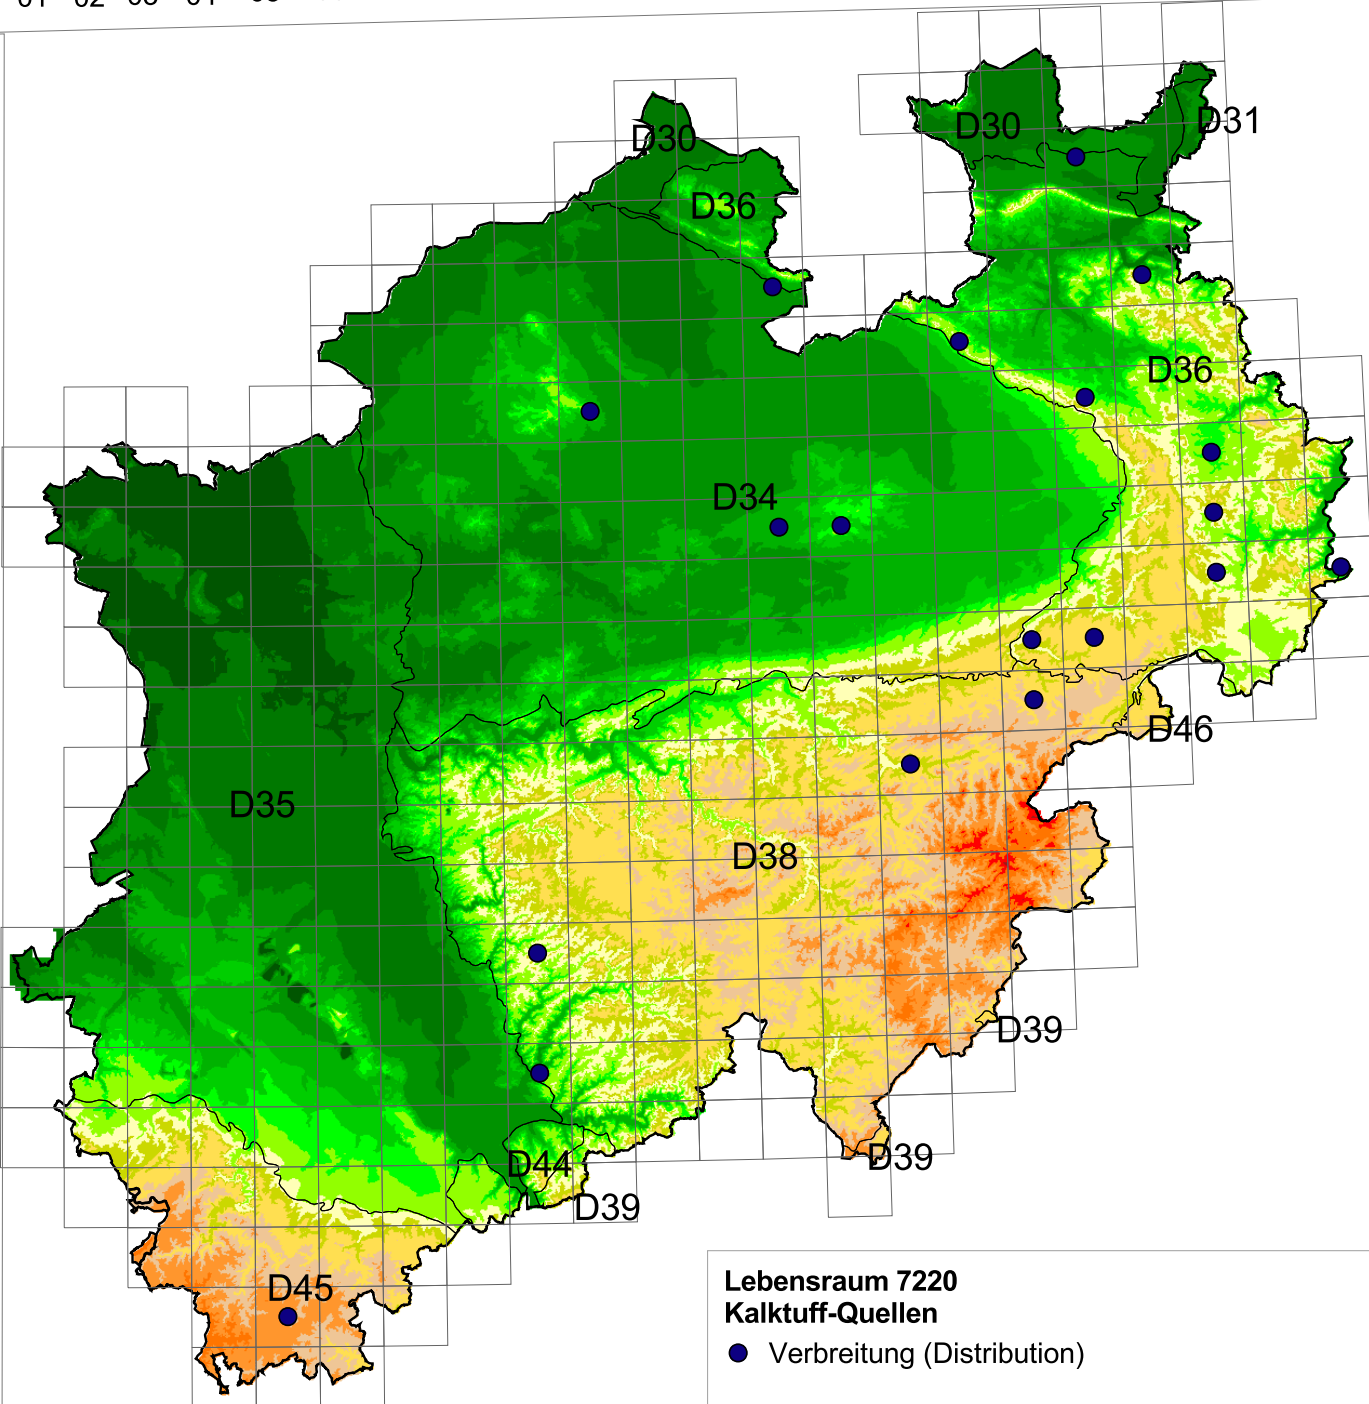 D30
D31
D30
D36
D36
D34
D46
D35
D38
D39
D44
D39
D39
D45
Lebensraum 7220
Kalktuff-Quellen
Verbreitung (Distribution)